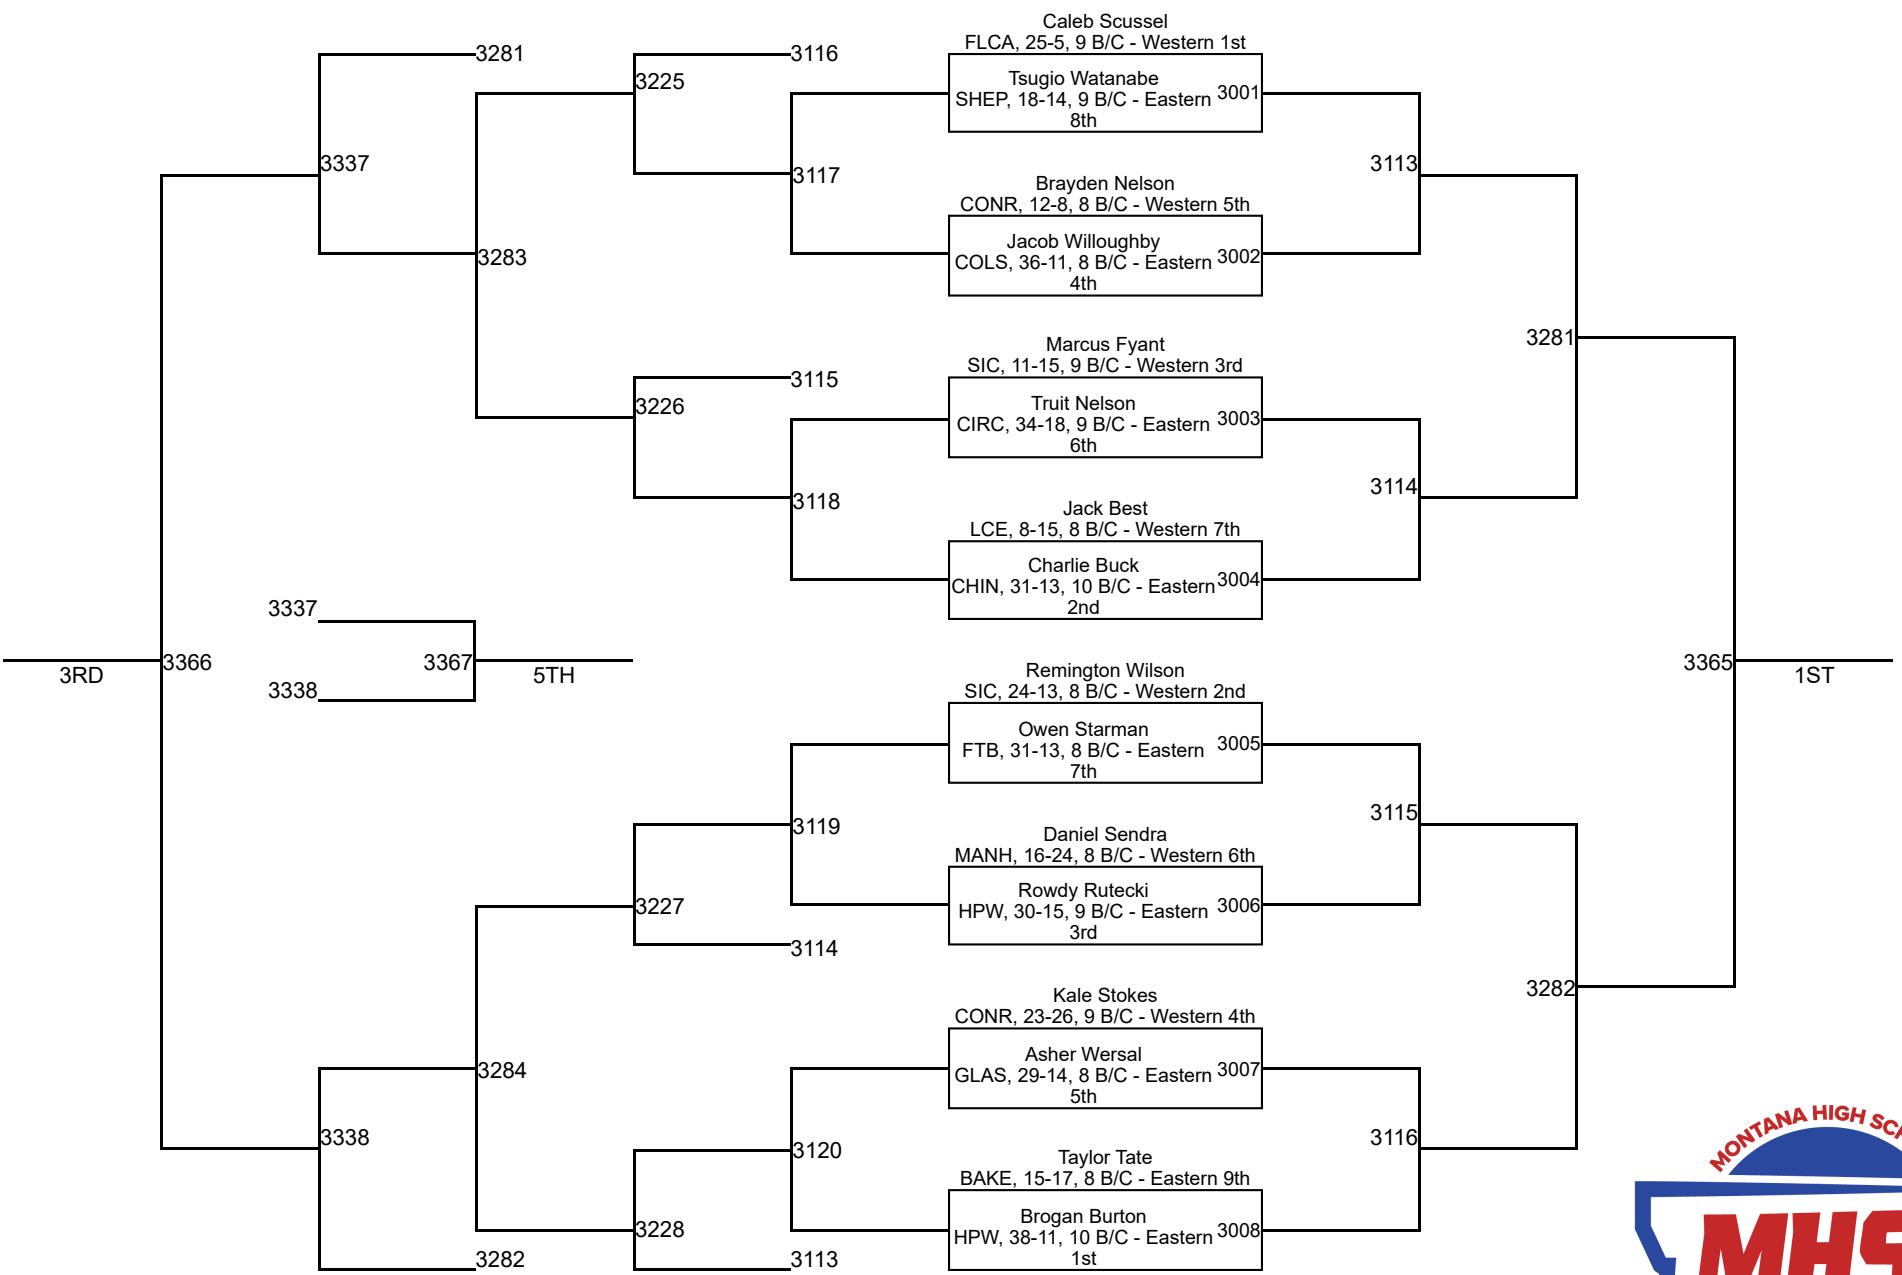 Caleb Scussel
FLCA, 25-5, 9 B/C - Western 1st
Tsugio Watanabe
SHEP, 18-14, 9 B/C - Eastern
8th
3001
Brayden Nelson
CONR, 12-8, 8 B/C - Western 5th
Jacob Willoughby
COLS, 36-11, 8 B/C - Eastern
4th
3002
Marcus Fyant
SIC, 11-15, 9 B/C - Western 3rd
Truit Nelson
CIRC, 34-18, 9 B/C - Eastern
6th
3003
Jack Best
LCE, 8-15, 8 B/C - Western 7th
Charlie Buck
CHIN, 31-13, 10 B/C - Eastern
2nd
3004
Remington Wilson
SIC, 24-13, 8 B/C - Western 2nd
Owen Starman
FTB, 31-13, 8 B/C - Eastern
7th
3005
Daniel Sendra
MANH, 16-24, 8 B/C - Western 6th
Rowdy Rutecki
HPW, 30-15, 9 B/C - Eastern
3rd
3006
Kale Stokes
CONR, 23-26, 9 B/C - Western 4th
Asher Wersal
GLAS, 29-14, 8 B/C - Eastern
5th
3007
Taylor Tate
BAKE, 15-17, 8 B/C - Eastern 9th
Brogan Burton
HPW, 38-11, 10 B/C - Eastern
1st
3008
3113
3114
3115
3116
3281
3282
3365
1ST
3116
3117
3115
3118
3119
3114
3120
3113
3225
3226
3227
3228
3281
3283
3284
3282
3337
3338
3366
3RD
3337
3338
3367
5TH
MONTANA HIGH
MHS